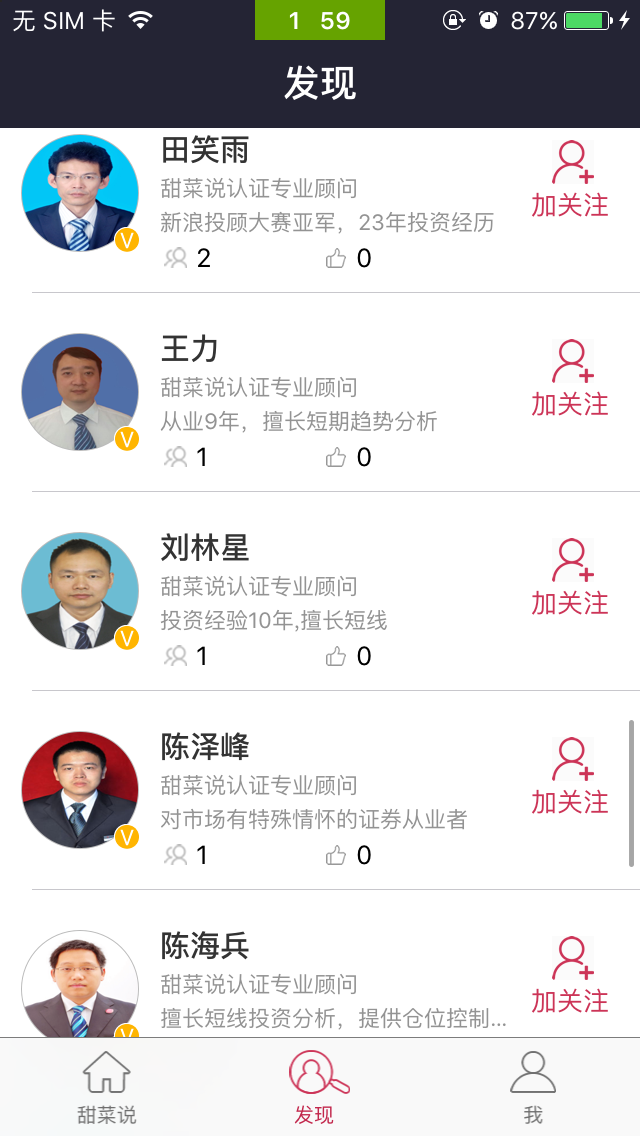 无 SIM 卡 1 59 87%
发现
田笑雨
甜菜说认证专业顾问
加关注
新浪投顾大赛亚军，23年投资经历
2 0
王力
甜菜说认证专业顾问
加关注
从业9年，擅长短期趋势分析
1 0
刘林星
甜菜说认证专业顾问
加关注
投资经验10年,擅长短线
1 0
陈泽峰
甜菜说认证专业顾问
加关注
对市场有特殊情怀的证券从业者
1 0
陈海兵
甜菜说认证专业顾问
加关注
擅长短线投资分析，提供仓位控制...
甜菜说 发现 我